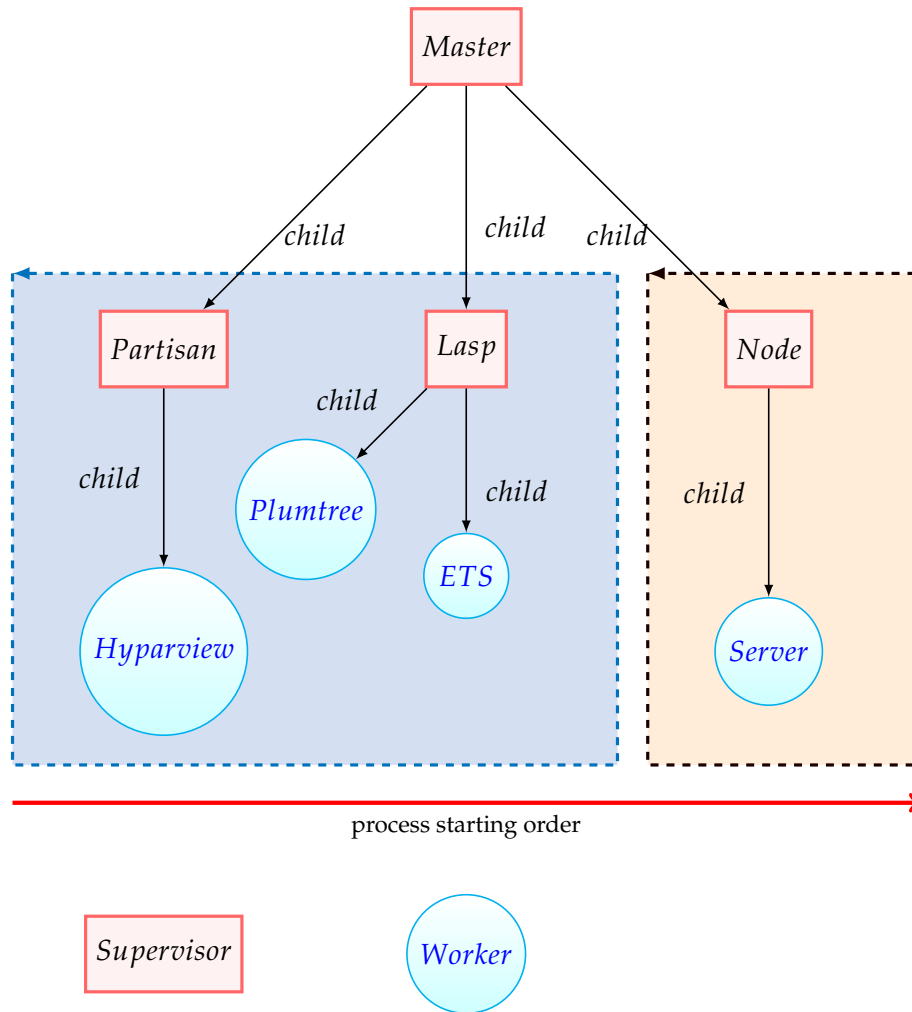 Master
child
child
child
Partisan
Lasp
Node
child
child
Plumtree
child
child
ETS
Hyparview
Server
process starting order
Supervisor
Worker